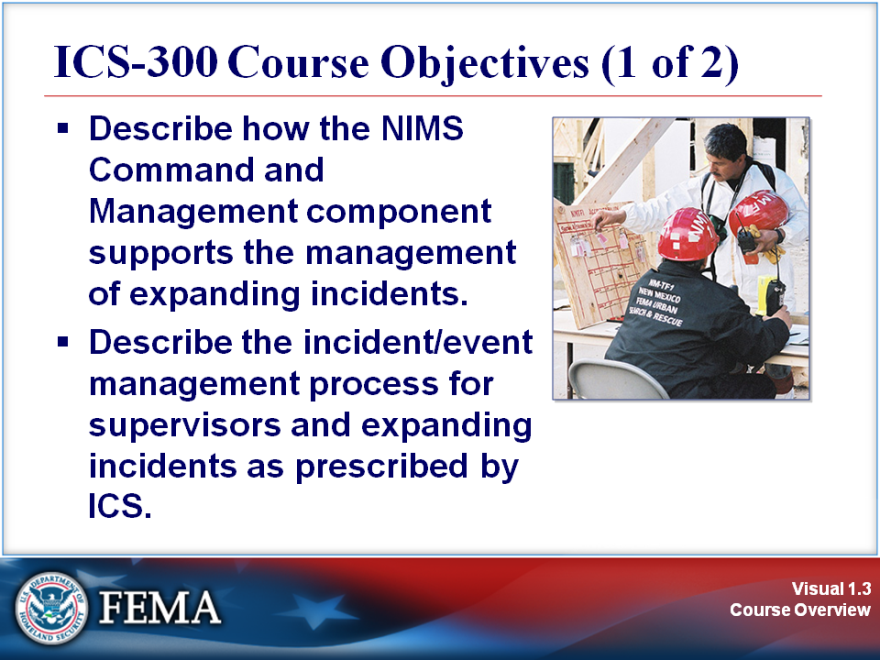 ICS-300 Course Objectives (1 of 2)
▪ Describe how the NIMS
Command and
Management component
supports the management
of expanding incidents.
▪ Describe the incident/event
management process for
supervisors and expanding
incidents as prescribed by
ICS.
NM-TF1
NEW MEXICO
FEMA URBAN
SEARCH & RESCUE
U.S. DEPARTMENT OF
HOMELAND SECURITY
FEMA
Visual 1.3
Course Overview